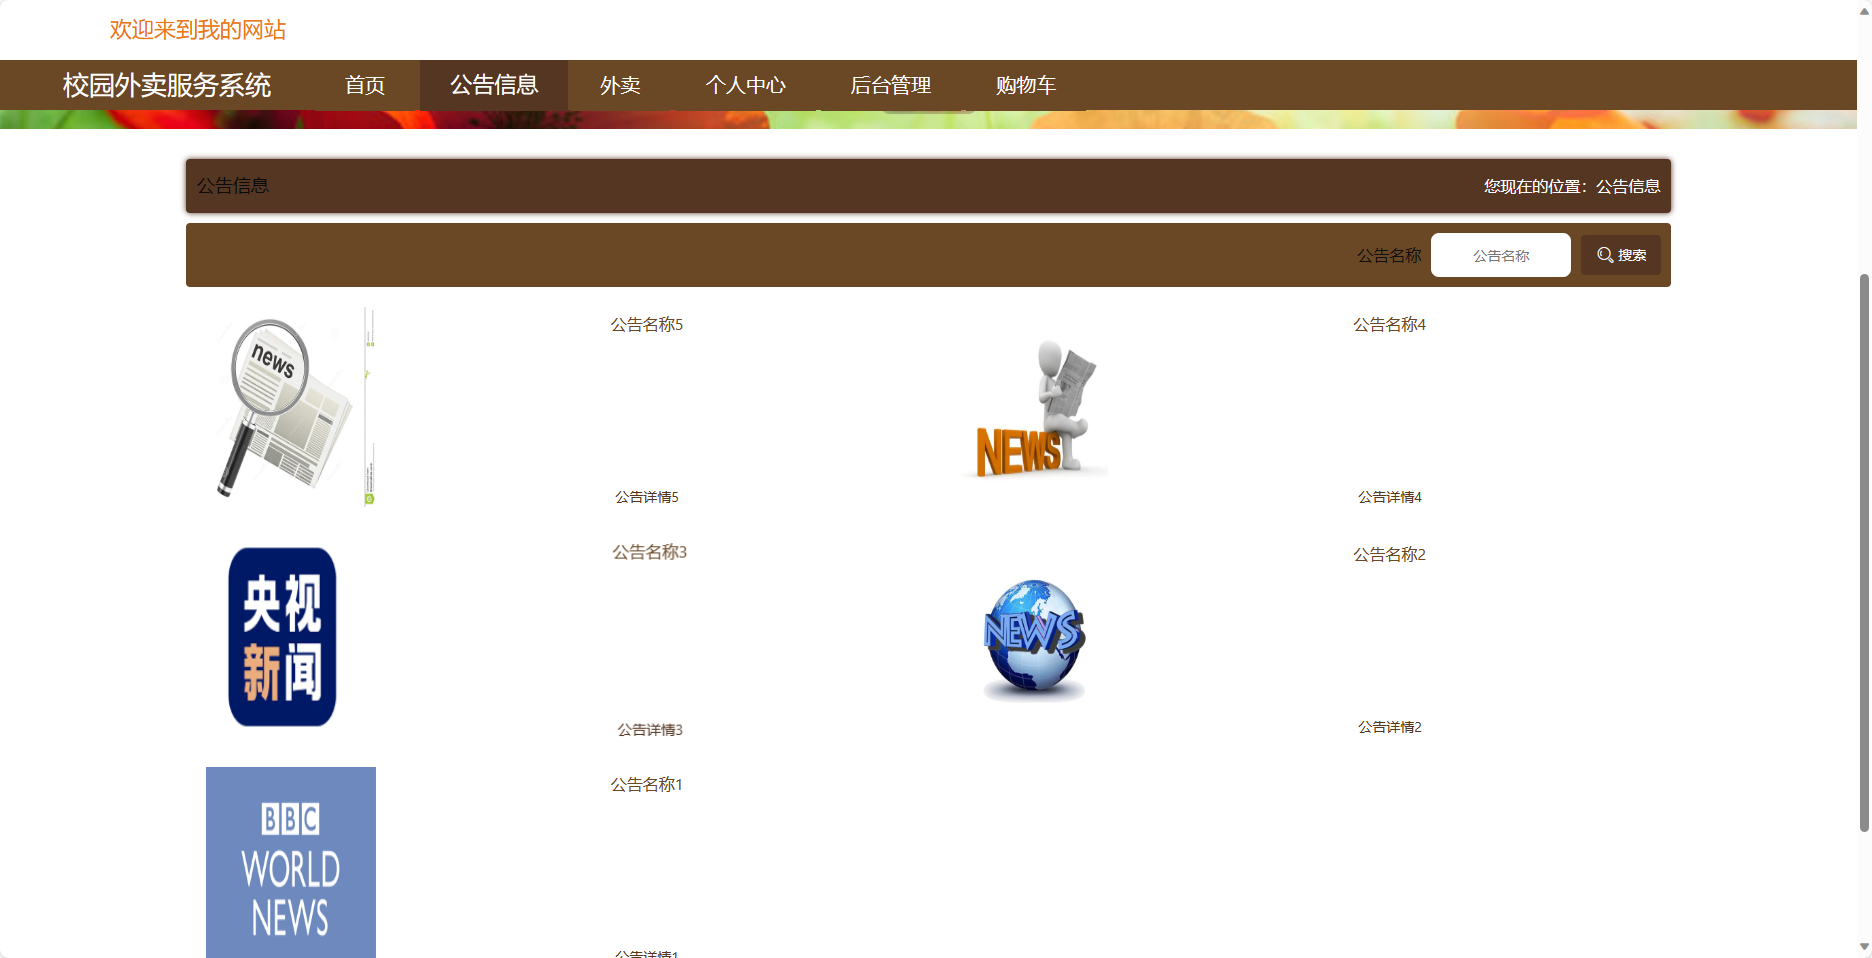 欢迎来到我的网站
校园外卖服务系统 首页 公告信息 外卖 个人中心 后台管理 购物车
公告信息 您现在的位置：公告信息
公告名称 公告名称 搜索
news
公告名称5
公告详情5
NEWS
公告名称4
公告详情4
央视
新闻
公告名称3
公告详情3
NEWS
公告名称2
公告详情2
BBC
WORLD
NEWS
公告名称1
公告详情1